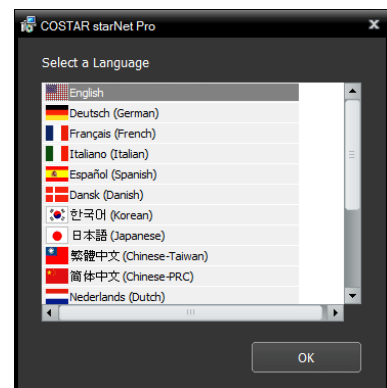 COSTAR starNet Pro
Select a Language
English
Deutsch (German)
Français (French)
Italiano (Italian)
Español (Spanish)
Dansk (Danish)
한국어 (Korean)
日本語 (Japanese)
繁體中文 (Chinese-Taiwan)
简体中文 (Chinese-PRC)
Nederlands (Dutch)
OK